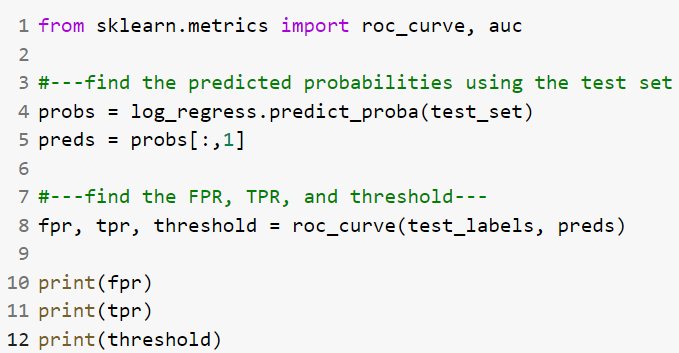 1 from sklearn.metrics import roc_curve, auc
2
3 #---find the predicted probabilities using the test set
4 probs = log_regress.predict_proba(test_set)
5 preds = probs[:,1]
6
7 #---find the FPR, TPR, and threshold---
8 fpr, tpr, threshold = roc_curve(test_labels, preds)
9
10 print(fpr)
11 print(tpr)
12 print(threshold)